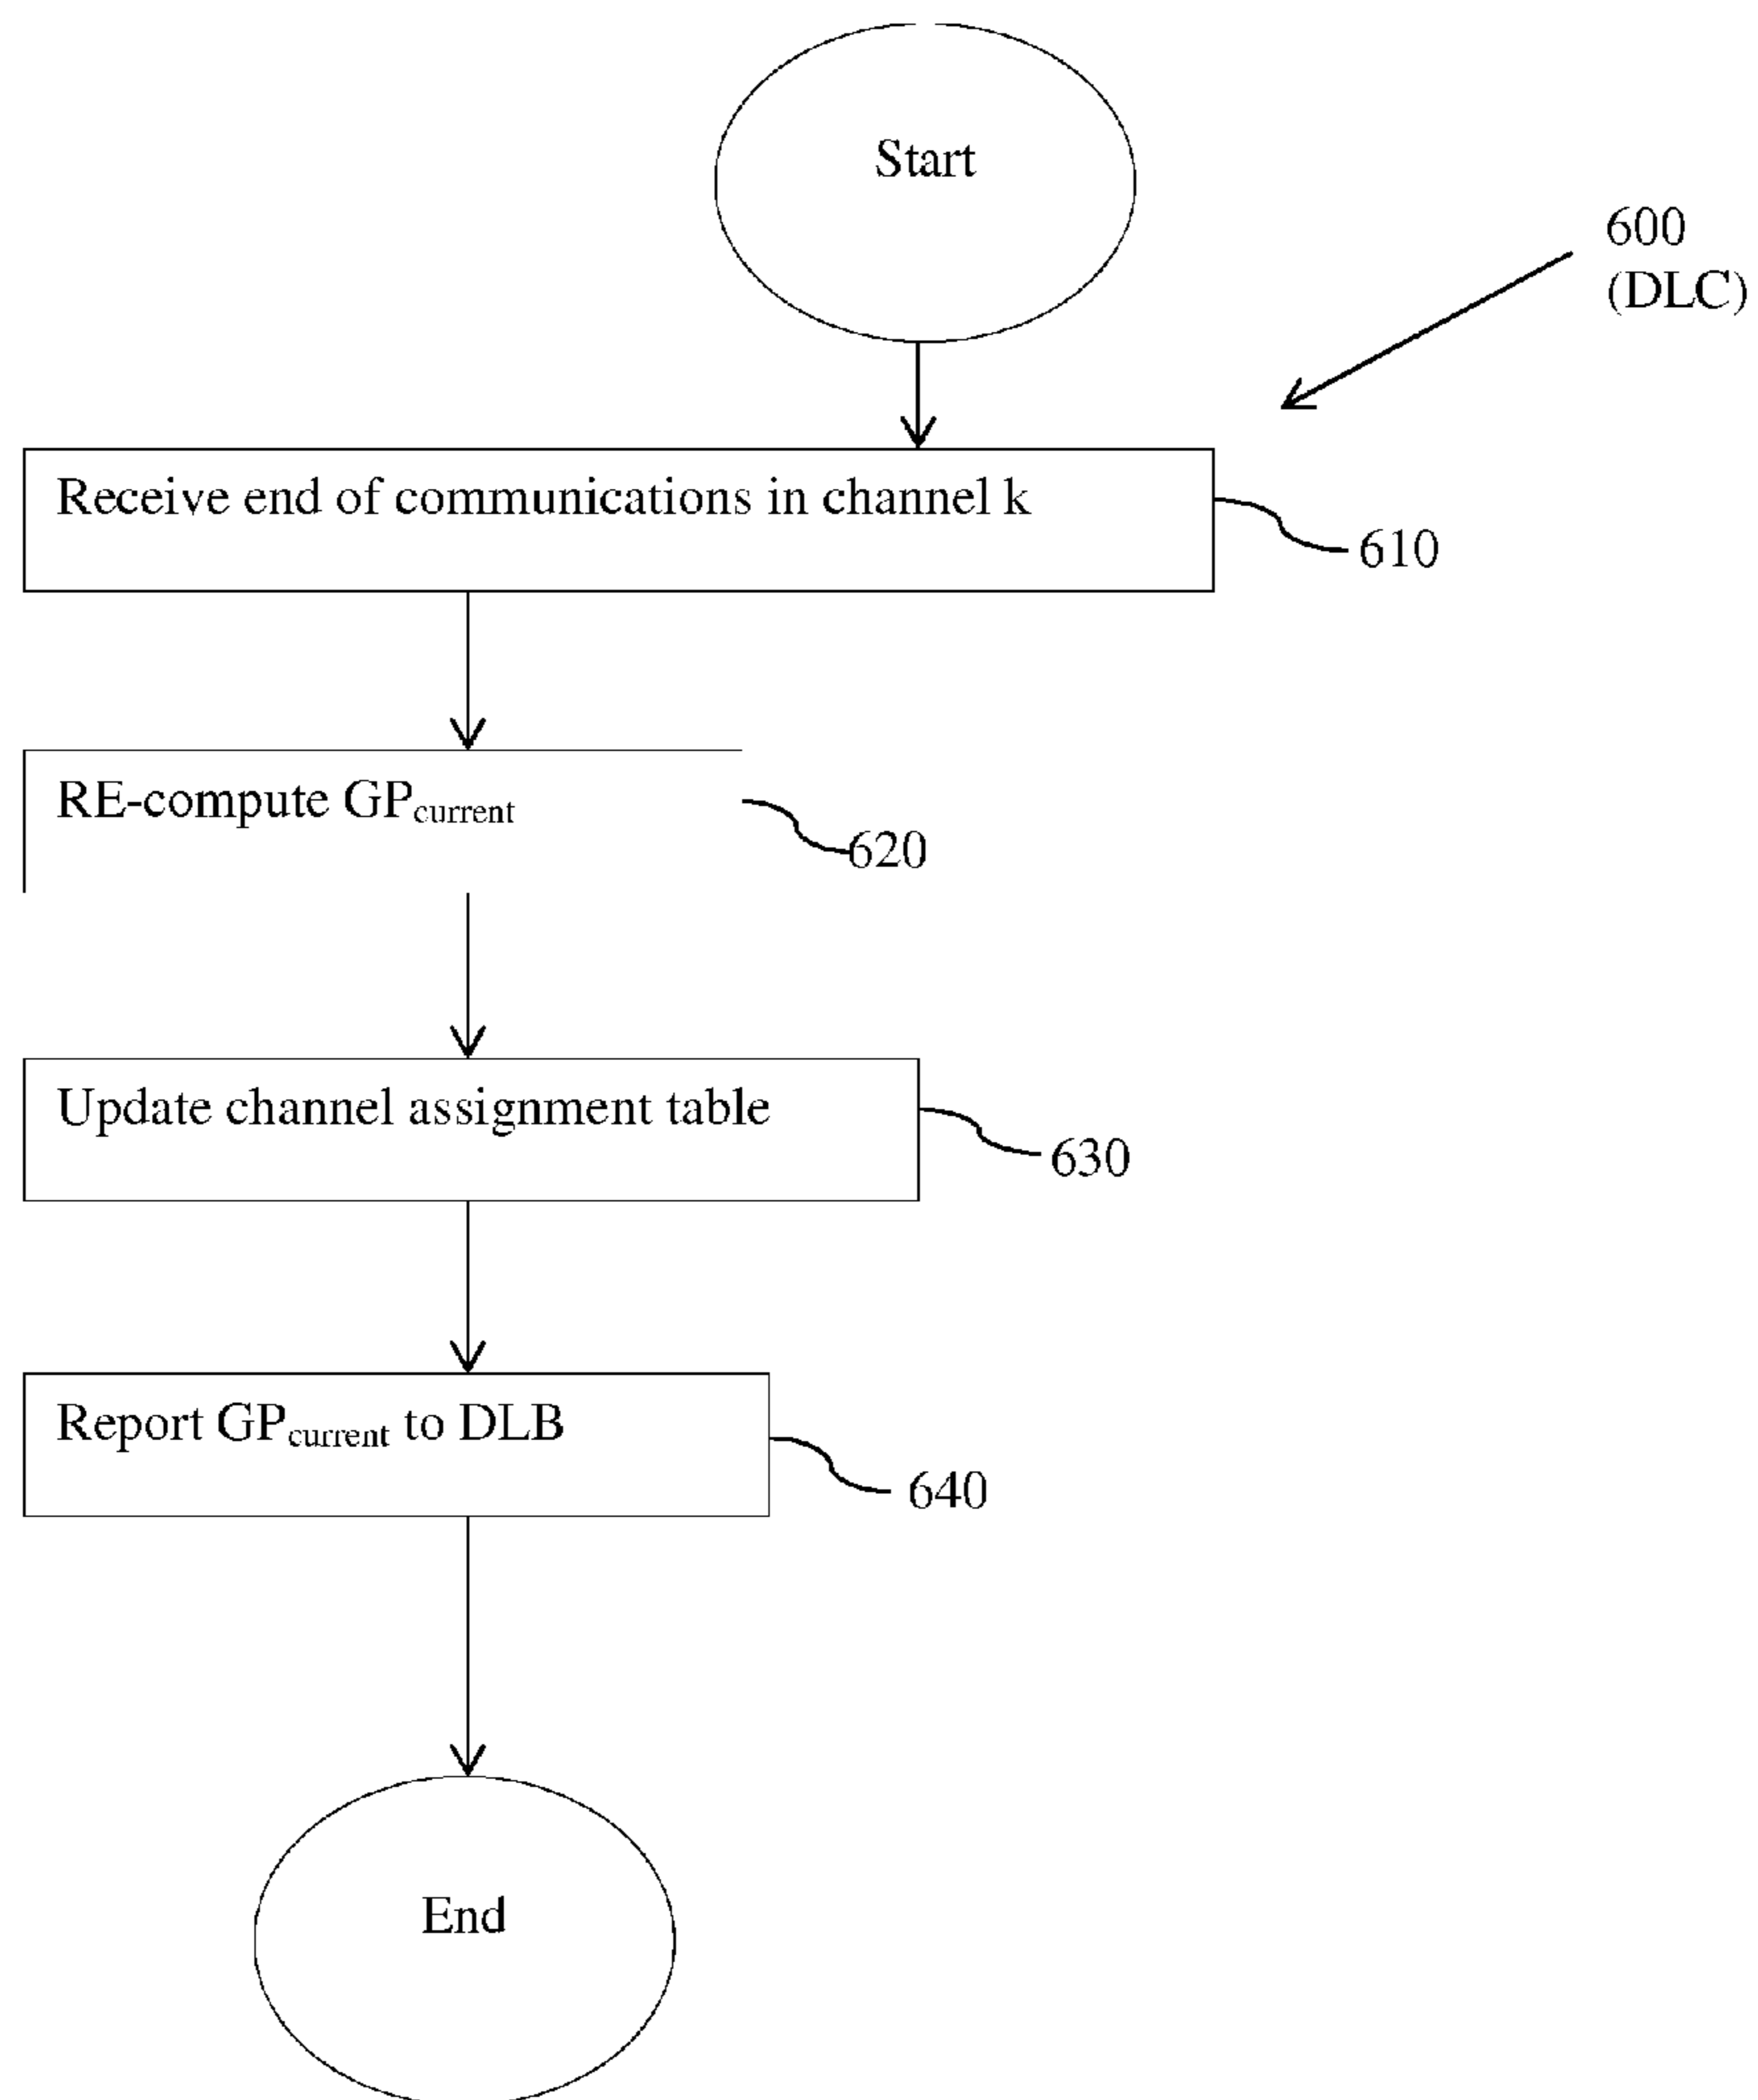 Start
600
(DLC)
Receive end of communications in channel k
610
RE-compute GPcurrent
620
Update channel assignment table
630
Report GPcurrent to DLB
640
End